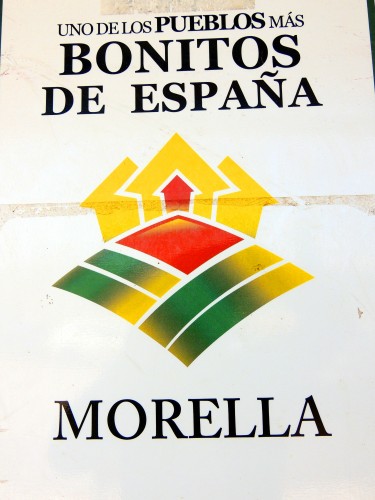 UNO DE LOS PUEBLOS MÁS
BONITOS
DE ESPAÑA
MORELLA